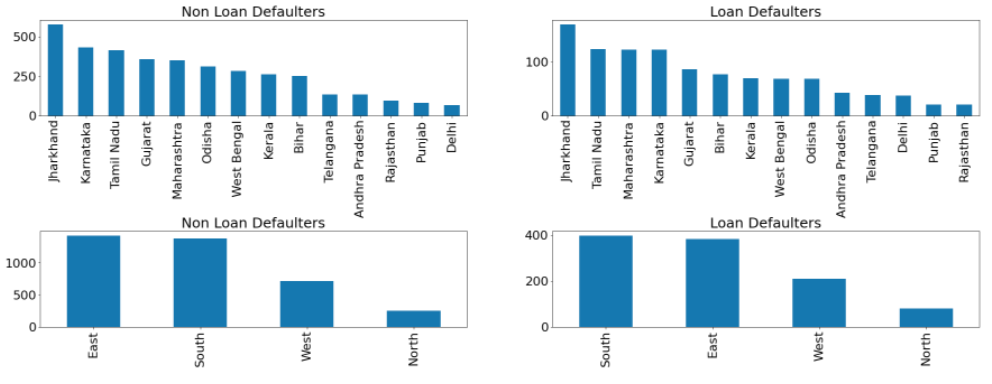 Non Loan Defaulters
500
250
0
Jharkhand
Karnataka
Tamil Nadu
Gujarat
Maharashtra
Odisha
West Bengal
Kerala
Bihar
Telangana
Andhra Pradesh
Rajasthan
Punjab
Delhi
Loan Defaulters
100
0
Jharkhand
Tamil Nadu
Maharashtra
Karnataka
Gujarat
Bihar
Kerala
West Bengal
Odisha
Andhra Pradesh
Telangana
Delhi
Punjab
Rajasthan
Non Loan Defaulters
1000
500
0
East
South
West
North
Loan Defaulters
400
200
0
South
East
West
North